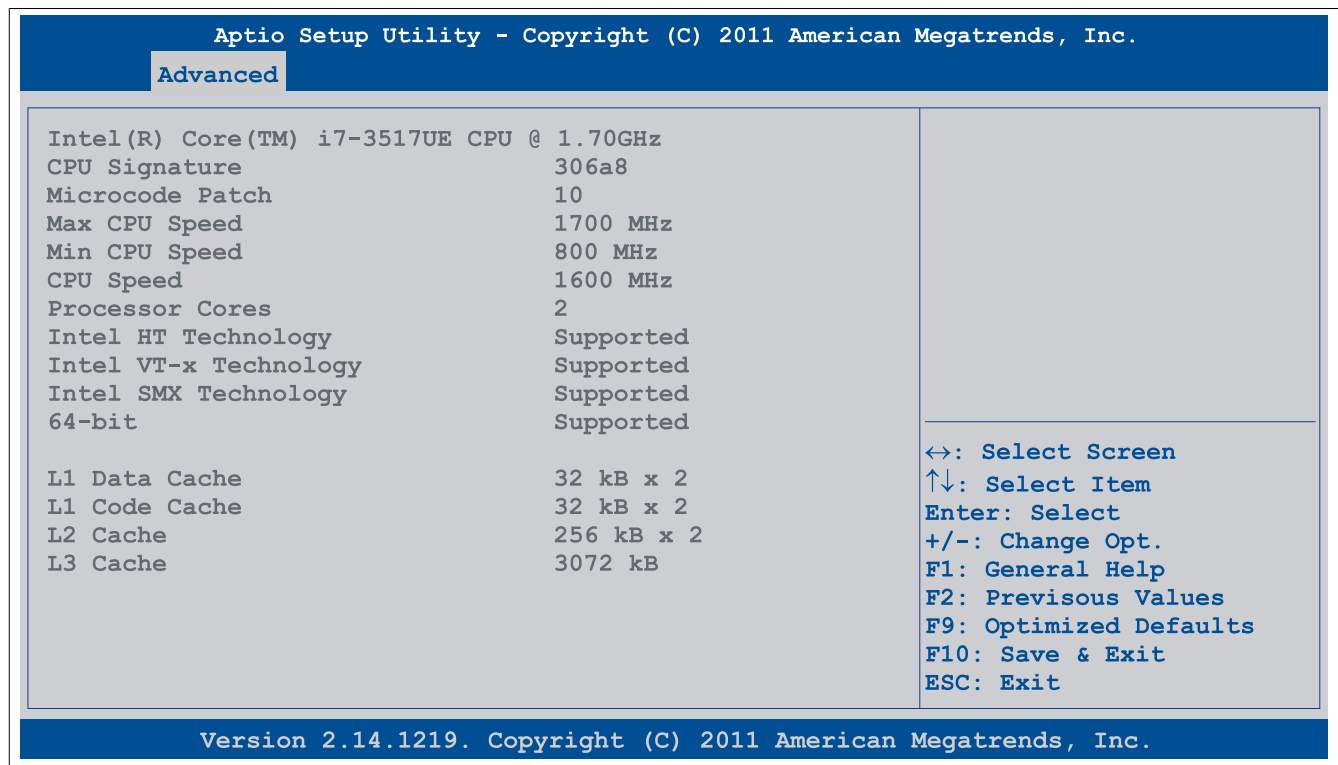 Aptio Setup Utility - Copyright (C) 2011 American Megatrends, Inc.
Advanced
Intel(R) Core(TM) i7-3517UE CPU @ 1.70GHz
CPU Signature 306a8
Microcode Patch 10
Max CPU Speed 1700 MHz
Min CPU Speed 800 MHz
CPU Speed 1600 MHz
Processor Cores 2
Intel HT Technology Supported
Intel VT-x Technology Supported
Intel SMX Technology Supported
64-bit Supported
L1 Data Cache 32 kB x 2
L1 Code Cache 32 kB x 2
L2 Cache 256 kB x 2
L3 Cache 3072 kB
↔: Select Screen
↑↓: Select Item
Enter: Select
+/-: Change Opt.
F1: General Help
F2: Previsous Values
F9: Optimized Defaults
F10: Save & Exit
ESC: Exit
Version 2.14.1219. Copyright (C) 2011 American Megatrends, Inc.